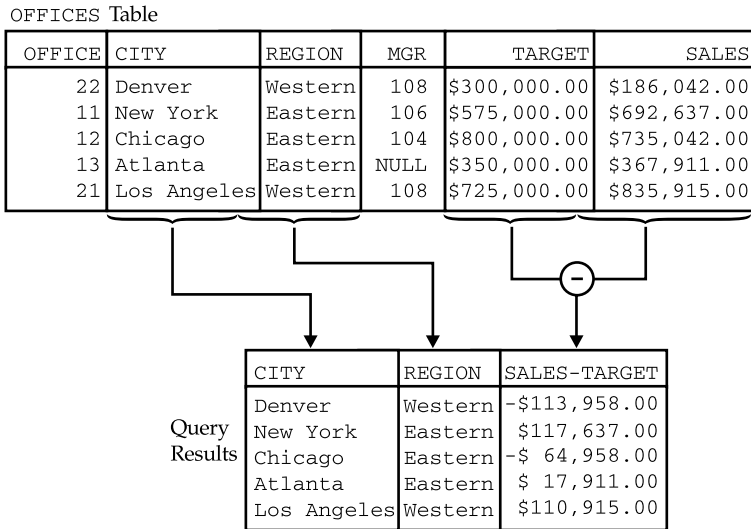 OFFICES Table
OFFICE CITY REGION MGR TARGET SALES
22 Denver Western 108 $300,000.00 $186,042.00
11 New York Eastern 106 $575,000.00 $692,637.00
12 Chicago Eastern 104 $800,000.00 $735,042.00
13 Atlanta Eastern NULL $350,000.00 $367,911.00
21 Los Angeles Western 108 $725,000.00 $835,915.00
-
CITY REGION SALES-TARGET
Denver Western -$113,958.00
New York Eastern $117,637.00
Chicago Eastern -$ 64,958.00
Atlanta Eastern $ 17,911.00
Los Angeles Western $110,915.00
Query
Results